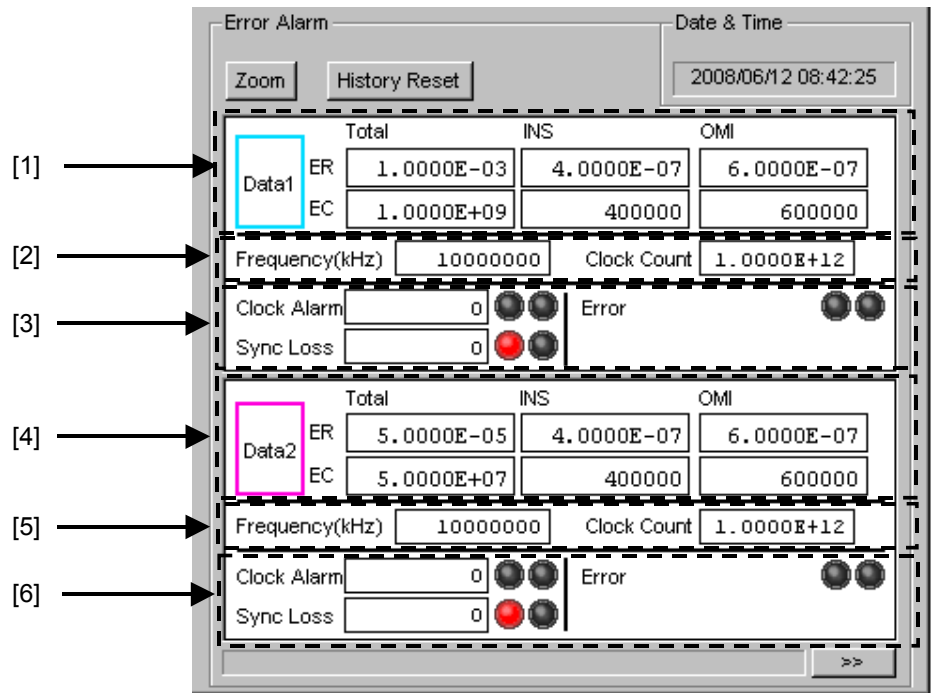 Error Alarm Date & Time
Zoom History Reset 2008/06/12 08:42:25
Total INS OMI
[1] Data1 ER 1.0000E-03 4.0000E-07 6.0000E-07
EC 1.0000E+09 400000 600000
[2] Frequency(kHz) 10000000 Clock Count 1.0000E+12
Clock Alarm 0 Error
[3]
Sync Loss 0
Total INS OMI
[4] Data2 ER 5.0000E-05 4.0000E-07 6.0000E-07
EC 5.0000E+07 400000 600000
[5] Frequency(kHz) 10000000 Clock Count 1.0000E+12
Clock Alarm 0 Error
[6]
Sync Loss 0
>>